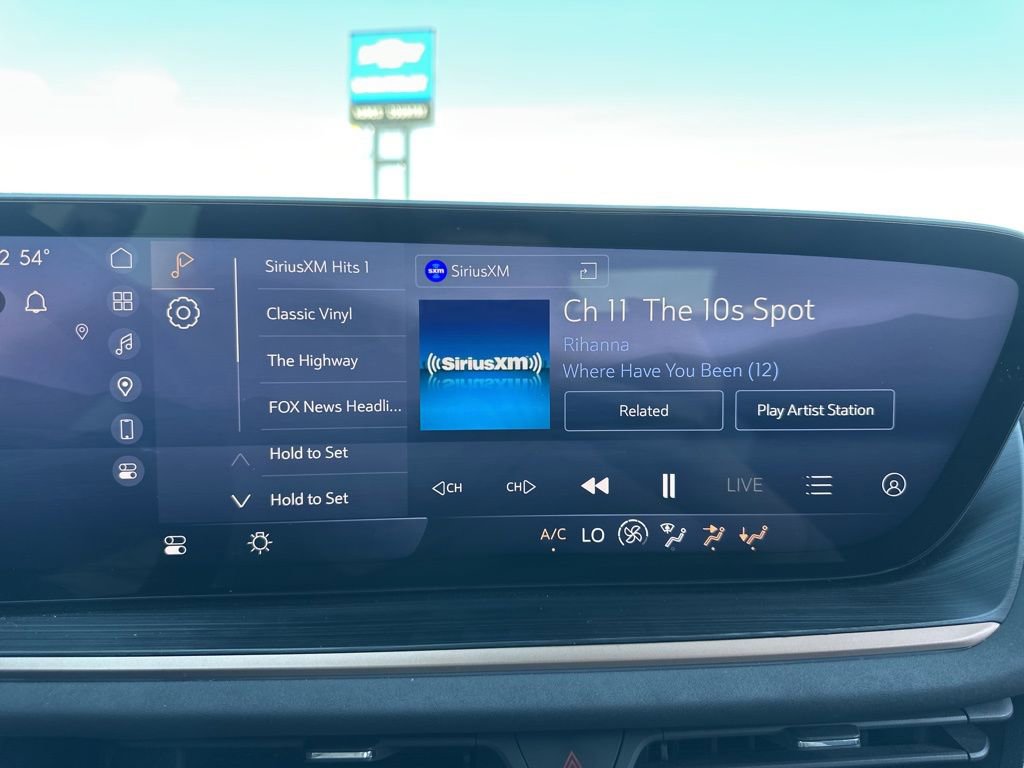 2 54°
SiriusXM Hits 1
Classic Vinyl
The Highway
FOX News Headli...
Hold to Set
Hold to Set
sxm SiriusXM
((SiriusXM))
Ch 11 The 10s Spot
Rihanna
Where Have You Been (12)
Related
Play Artist Station
CH
CH
LIVE
A/C LO